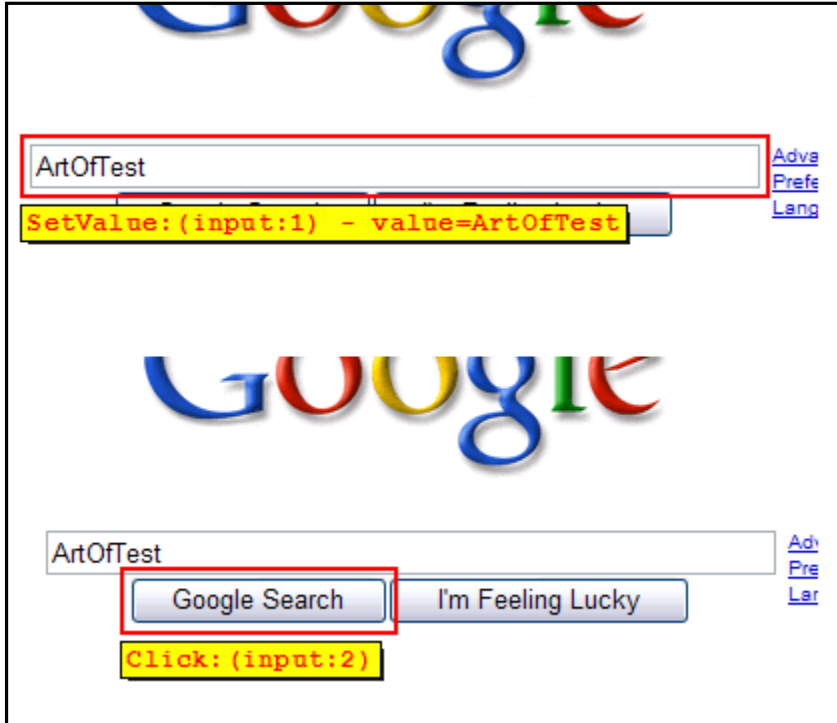 Google
ArtOfTest
Adva
Prefe
Lang
SetValue:(input:1) - value=ArtOfTest
Google
ArtOfTest
Adv
Pre
Lan
Google Search
I'm Feeling Lucky
Click:(input:2)